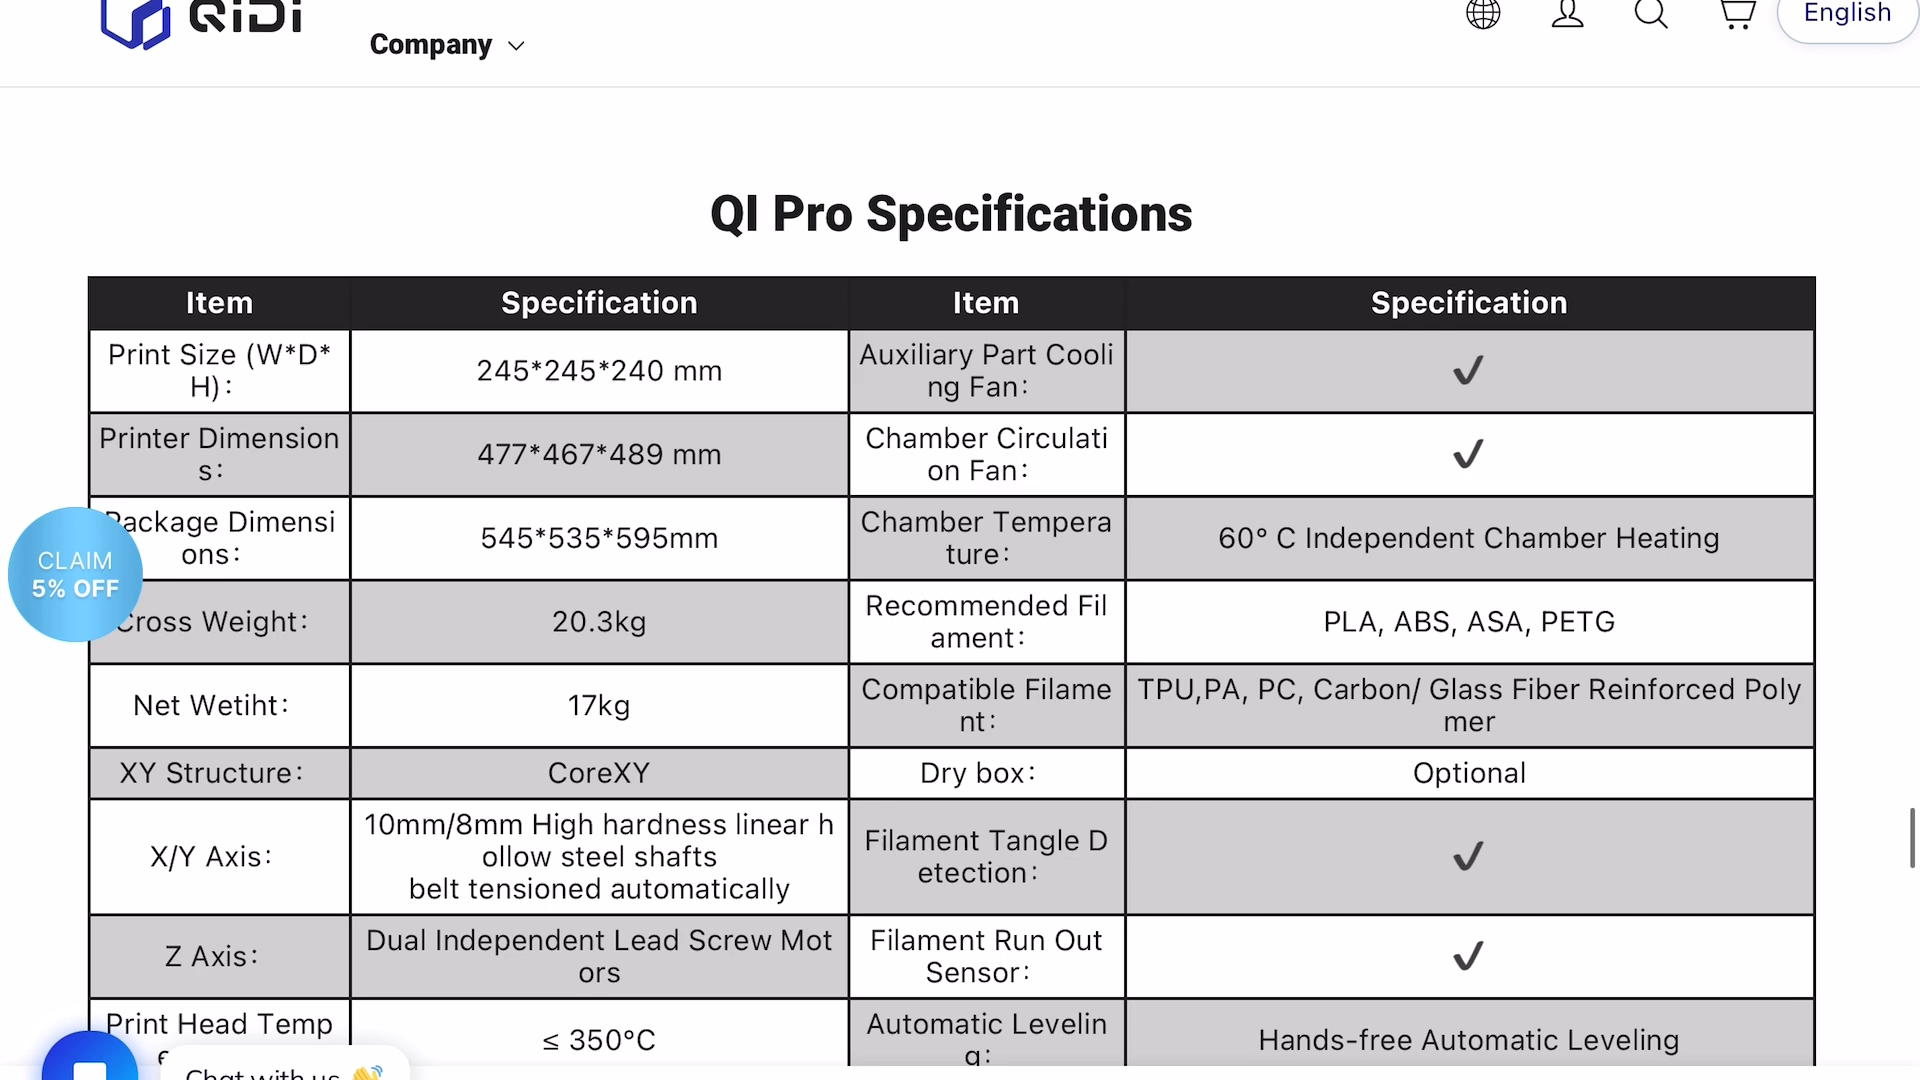 QIDI
Company
English
QI Pro Specifications
Item Specification Item Specification
Print Size (W*D*
H): 
245*245*240 mm
Auxiliary Part Cooli
ng Fan:
✔
Printer Dimension
s:
477*467*489 mm
Chamber Circulati
on Fan:
✔
Package Dimensi
ons:
545*535*595mm
Chamber Tempera
ture:
60° C Independent Chamber Heating
CLAIM
5% OFF
Cross Weight:
20.3kg
Recommended Fil
ament:
PLA, ABS, ASA, PETG
Net Wetiht:
17kg
Compatible Filame
nt:
TPU,PA, PC, Carbon/ Glass Fiber Reinforced Poly
mer
XY Structure:
CoreXY
Dry box:
Optional
X/Y Axis:
10mm/8mm High hardness linear h
ollow steel shafts
belt tensioned automatically
Filament Tangle D
etection:
✔
Z Axis:
Dual Independent Lead Screw Mot
ors
Filament Run Out
Sensor:
✔
Print Head Temp
≤ 350°C
Automatic Levelin
g:
Hands-free Automatic Leveling
Chat with us 👋